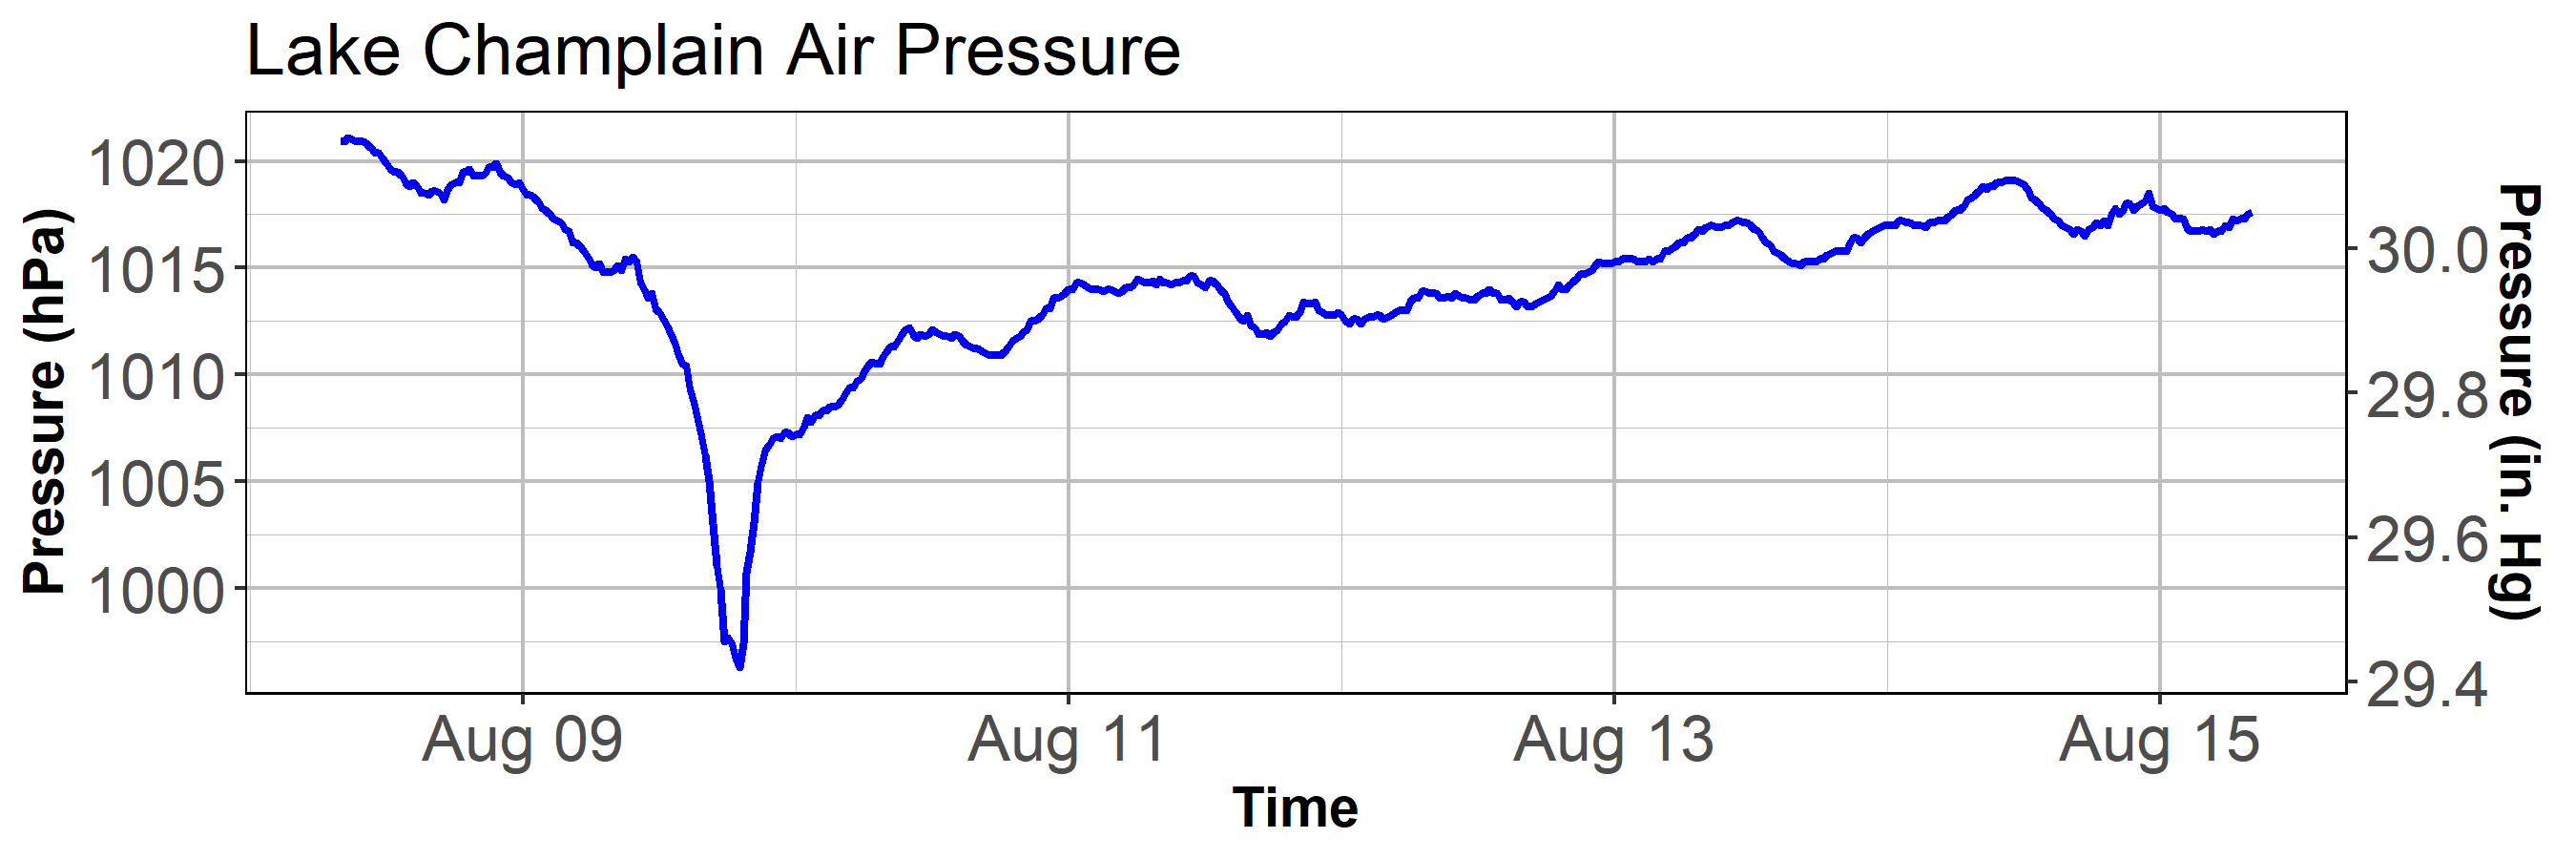 Lake Champlain Air Pressure
Pressure (hPa)
1020
1015
1010
1005
1000
30.0
29.8
29.6
29.4
Pressure (in. Hg)
Aug 09
Aug 11
Aug 13
Aug 15
Time